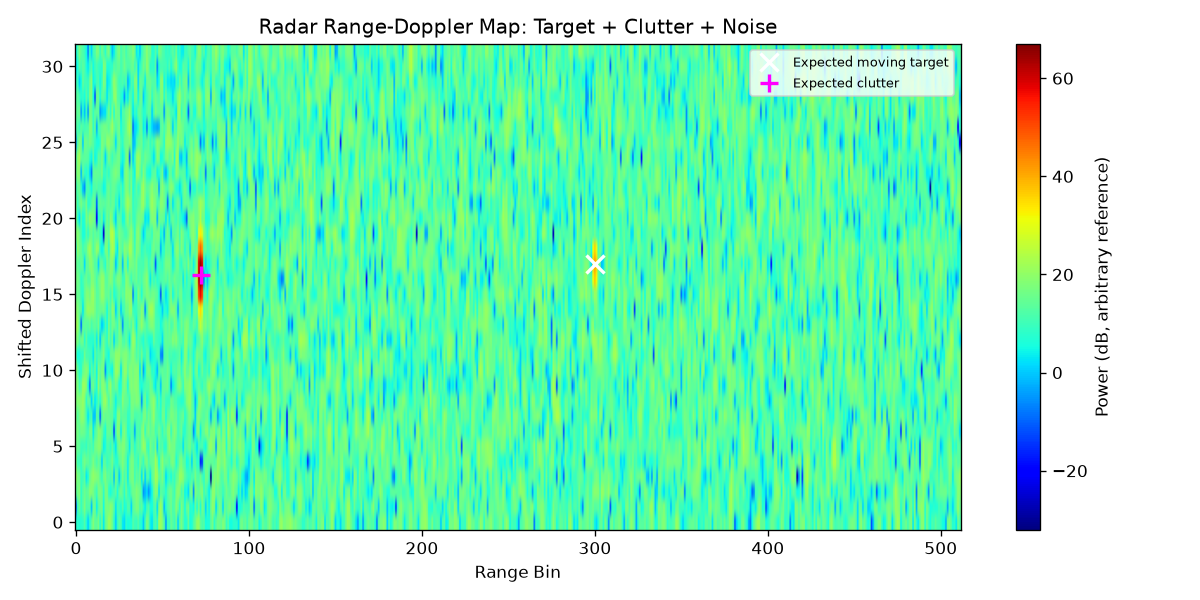 Radar Range-Doppler Map: Target + Clutter + Noise
Expected moving target
Expected clutter
Shifted Doppler Index
30
25
20
15
10
5
0
0 100 200 300 400 500
Range Bin
60
40
20
0
−20
Power (dB, arbitrary reference)